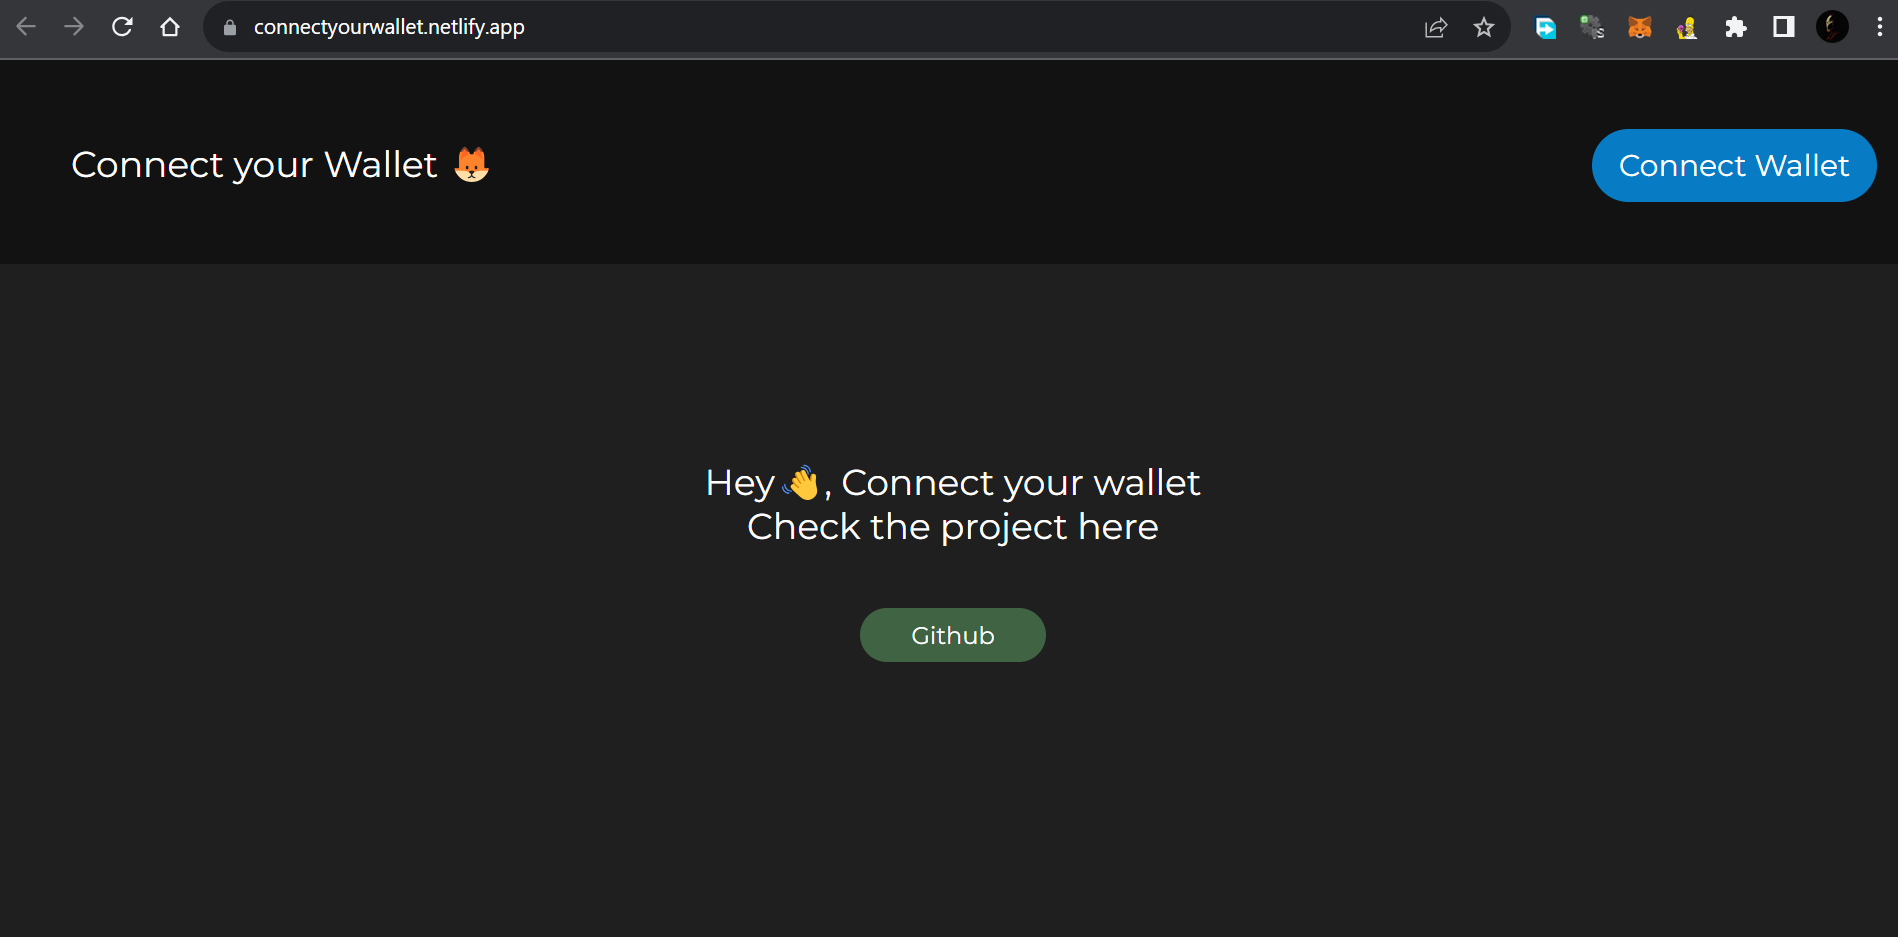 connectyourwallet.netlify.app
Connect your Wallet 🦊
Connect Wallet
Hey 👋, Connect your wallet
Check the project here
Github